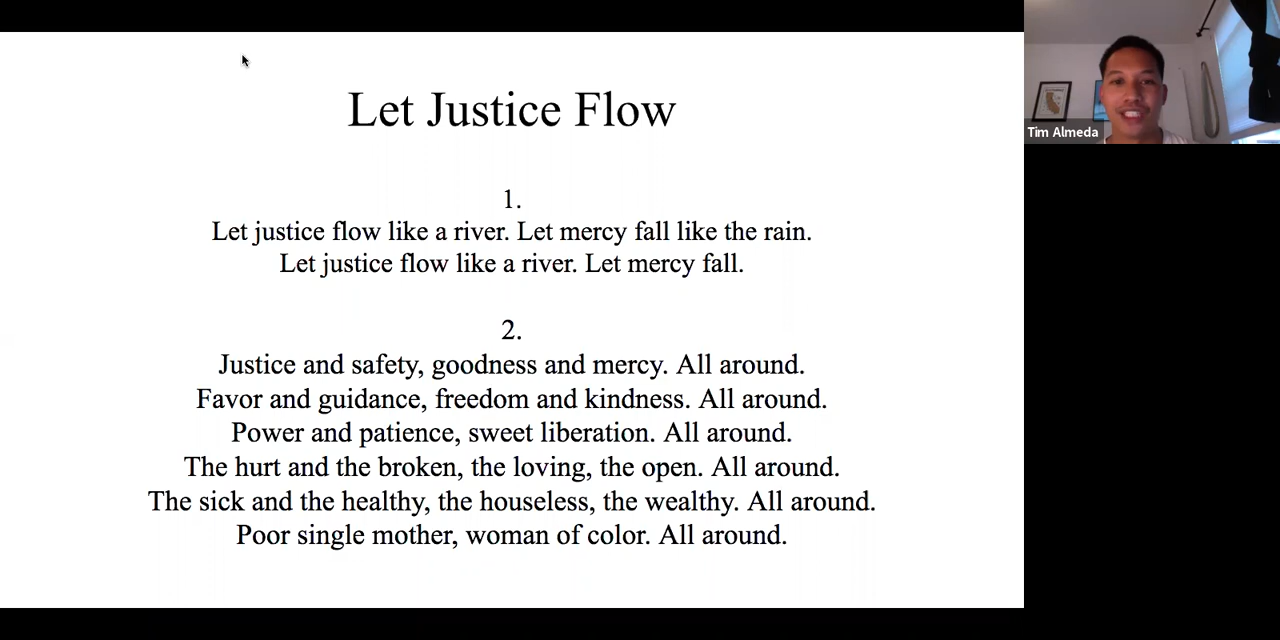 Let Justice Flow
1.
Let justice flow like a river. Let mercy fall like the rain.
Let justice flow like a river. Let mercy fall.
2.
Justice and safety, goodness and mercy. All around.
Favor and guidance, freedom and kindness. All around.
Power and patience, sweet liberation. All around.
The hurt and the broken, the loving, the open. All around.
The sick and the healthy, the houseless, the wealthy. All around.
Poor single mother, woman of color. All around.
Tim Almeda